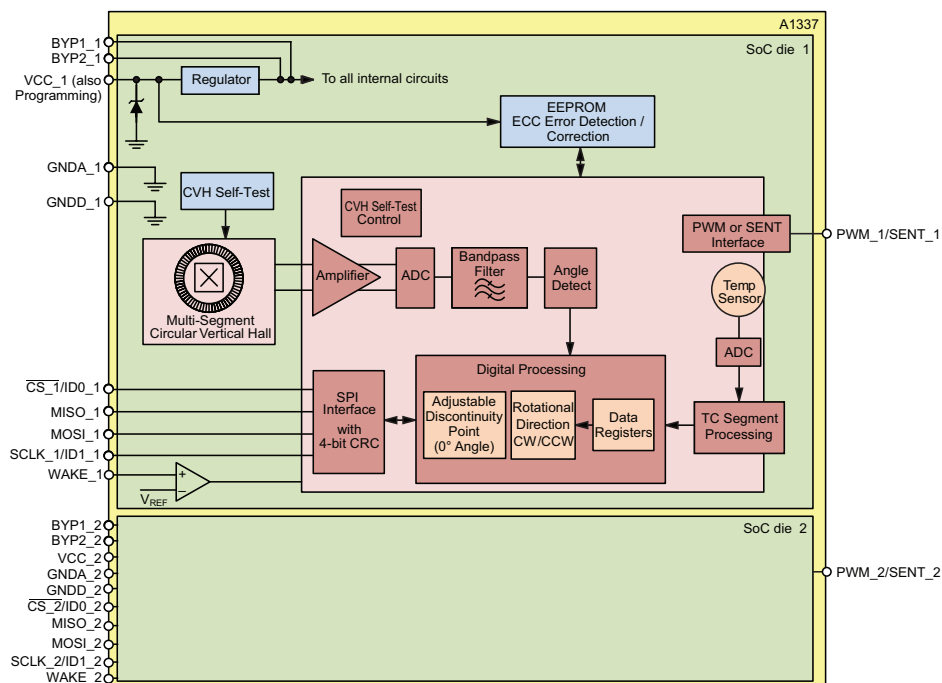 A1337
SoC die 1
BYP1_1
BYP2_1
VCC_1 (also
Programming)
Regulator
To all internal circuits
EEPROM
ECC Error Detection /
Correction
GNDA_1
GNDD_1
CVH Self-Test
CVH Self-Test
Control
PWM or SENT
Interface
PWM_1/SENT_1
Multi-Segment
Circular Vertical Hall
Amplifier
ADC
Bandpass
Filter
Angle
Detect
Temp
Sensor
ADC
CS_1/ID0_1
MISO_1
MOSI_1
SCLK_1/ID1_1
WAKE_1
+
–
VREF
SPI
Interface
with
4-bit CRC
Digital Processing
Adjustable
Discontinuity
Point
(0° Angle)
Rotational
Direction
CW/CCW
Data
Registers
TC Segment
Processing
SoC die 2
BYP1_2
BYP2_2
VCC_2
GNDA_2
GNDD_2
CS_2/ID0_2
MISO_2
MOSI_2
SCLK_2/ID1_2
WAKE_2
PWM_2/SENT_2